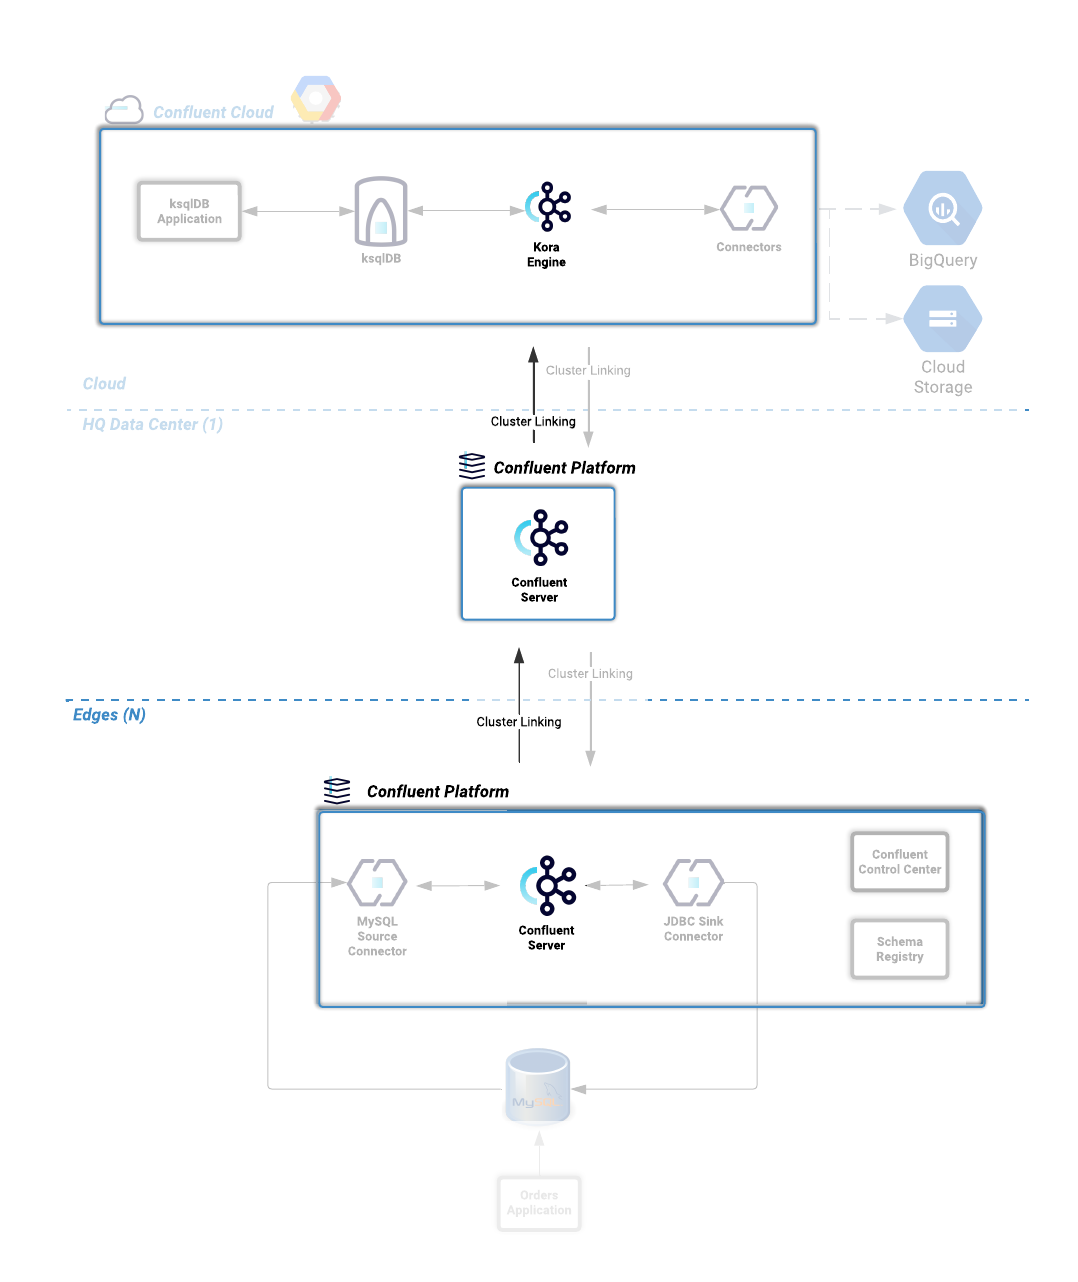 Confluent Cloud
ksqlDB
Application
ksqlDB
Kora
Engine
Connectors
BigQuery
Cloud
Storage
Cluster Linking
Cloud
Cluster Linking
HQ Data Center (1)
Confluent Platform
Confluent
Server
Cluster Linking
Edges (N)
Cluster Linking
Confluent Platform
MySQL
Source
Connector
Confluent
Server
JDBC Sink
Connector
Confluent
Control Center
Schema
Registry
MySQL
Orders
Application